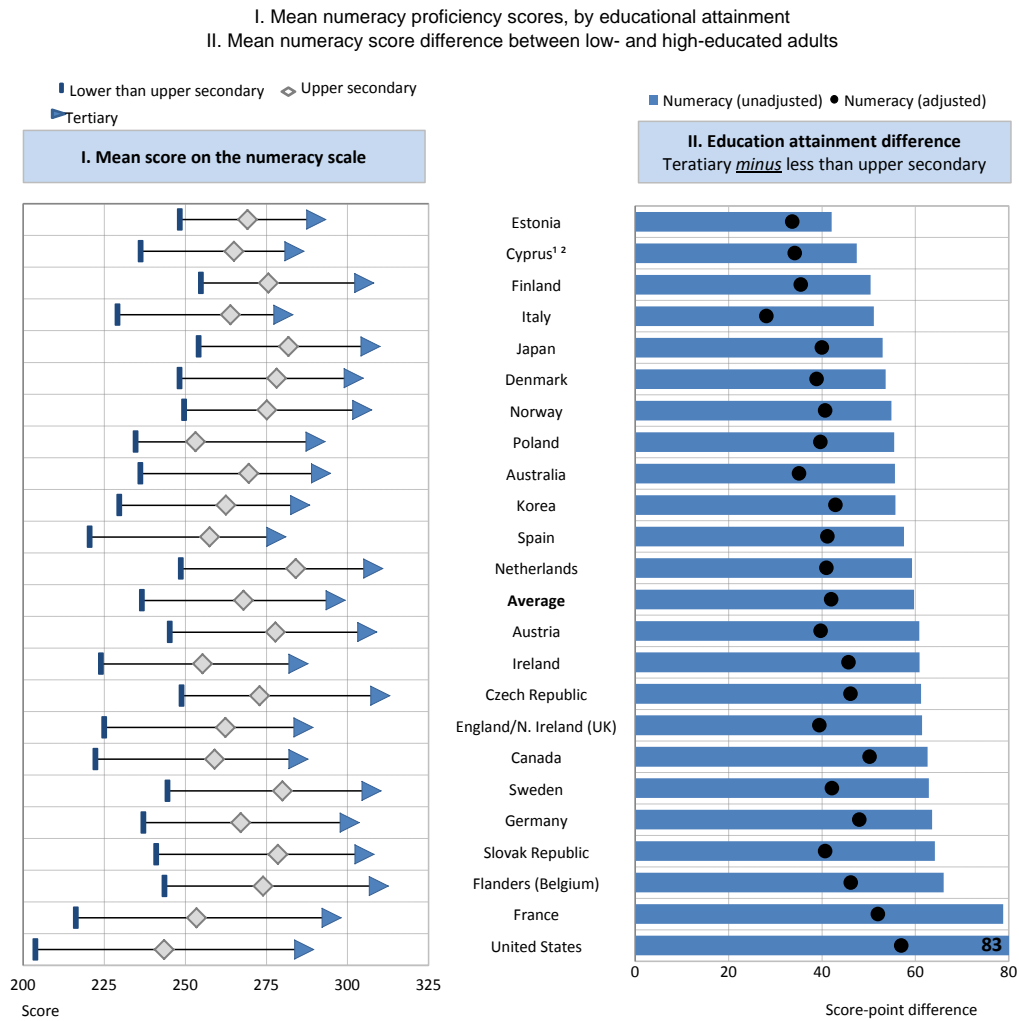 I. Mean numeracy proficiency scores, by educational attainment
II. Mean numeracy score difference between low- and high-educated adults
Lower than upper secondary
Upper secondary
Tertiary
Numeracy (unadjusted)
Numeracy (adjusted)
I. Mean score on the numeracy scale
II. Education attainment difference
Teratiary minus less than upper secondary
Estonia
Cyprus¹ ²
Finland
Italy
Japan
Denmark
Norway
Poland
Australia
Korea
Spain
Netherlands
Average
Austria
Ireland
Czech Republic
England/N. Ireland (UK)
Canada
Sweden
Germany
Slovak Republic
Flanders (Belgium)
France
United States
83
200 225 250 275 300 325
Score
0 20 40 60 80
Score-point difference